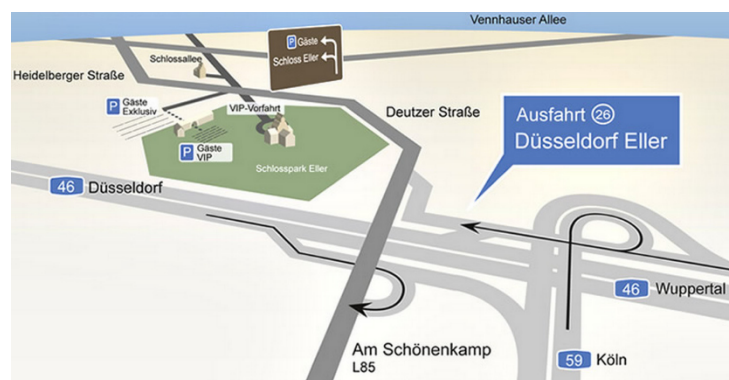 Vennhauser Allee
P Gäste
Schloss Eller
Schlossallee
Heidelberger Straße
P Gäste
Exklusiv
VIP-Vorfahrt
Deutzer Straße
Ausfahrt 26
Düsseldorf Eller
P Gäste
VIP
Schlosspark Eller
46 Düsseldorf
46 Wuppertal
Am Schönenkamp
L85
59 Köln